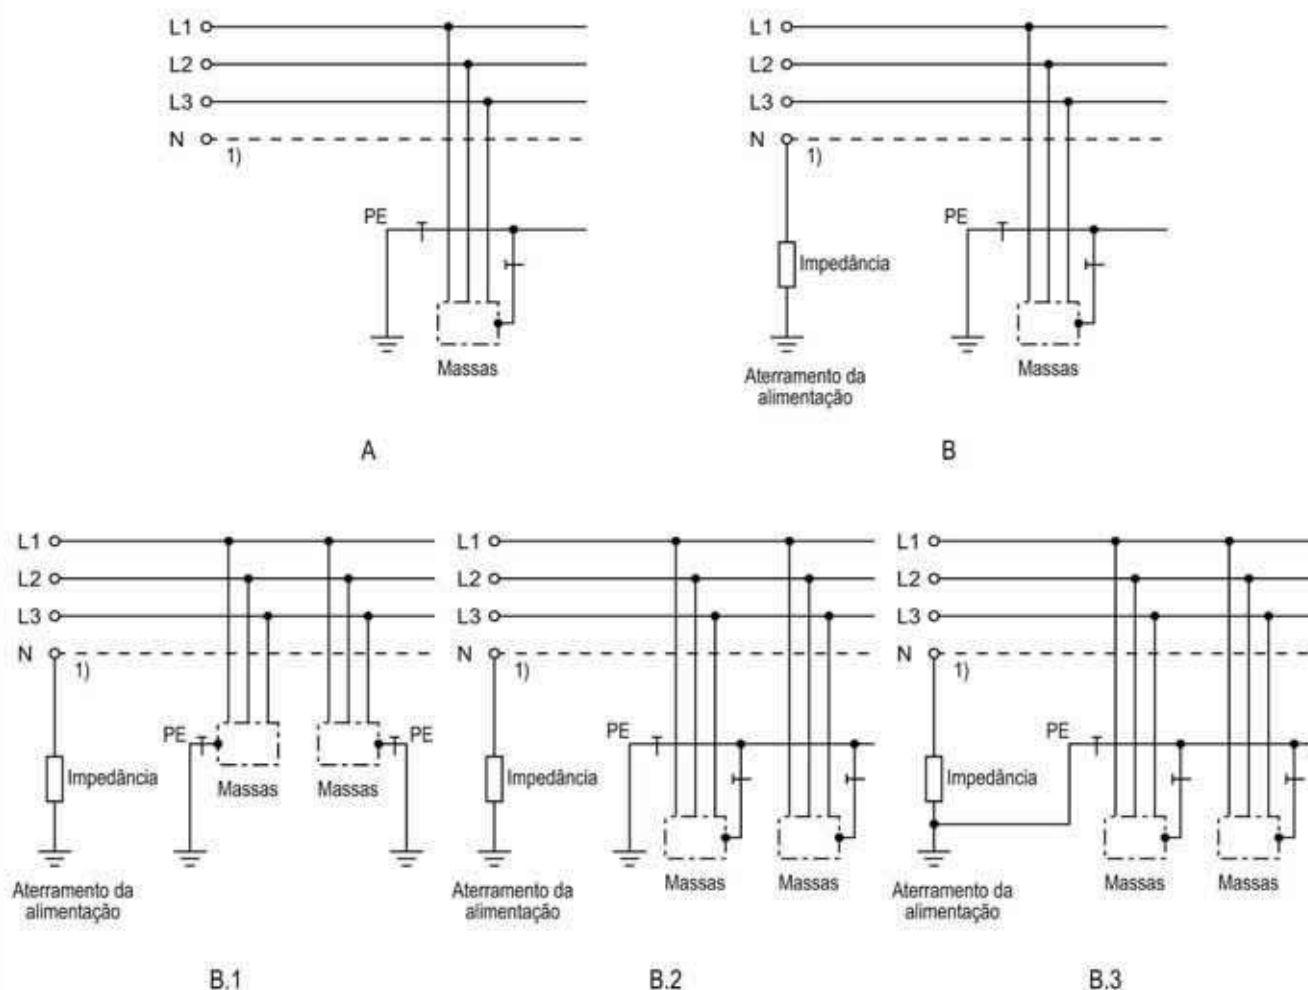 L1
L2
L3
N
1)
PE
Massas
A
L1
L2
L3
N
1)
PE
Impedância
Massas
Aterramento da
alimentação
B
L1
L2
L3
N
1)
PE
PE
Impedância
Massas
Massas
Aterramento da
alimentação
B.1
L1
L2
L3
N
1)
PE
Impedância
Massas
Massas
Aterramento da
alimentação
B.2
L1
L2
L3
N
1)
PE
Impedância
Massas
Massas
Aterramento da
alimentação
B.3